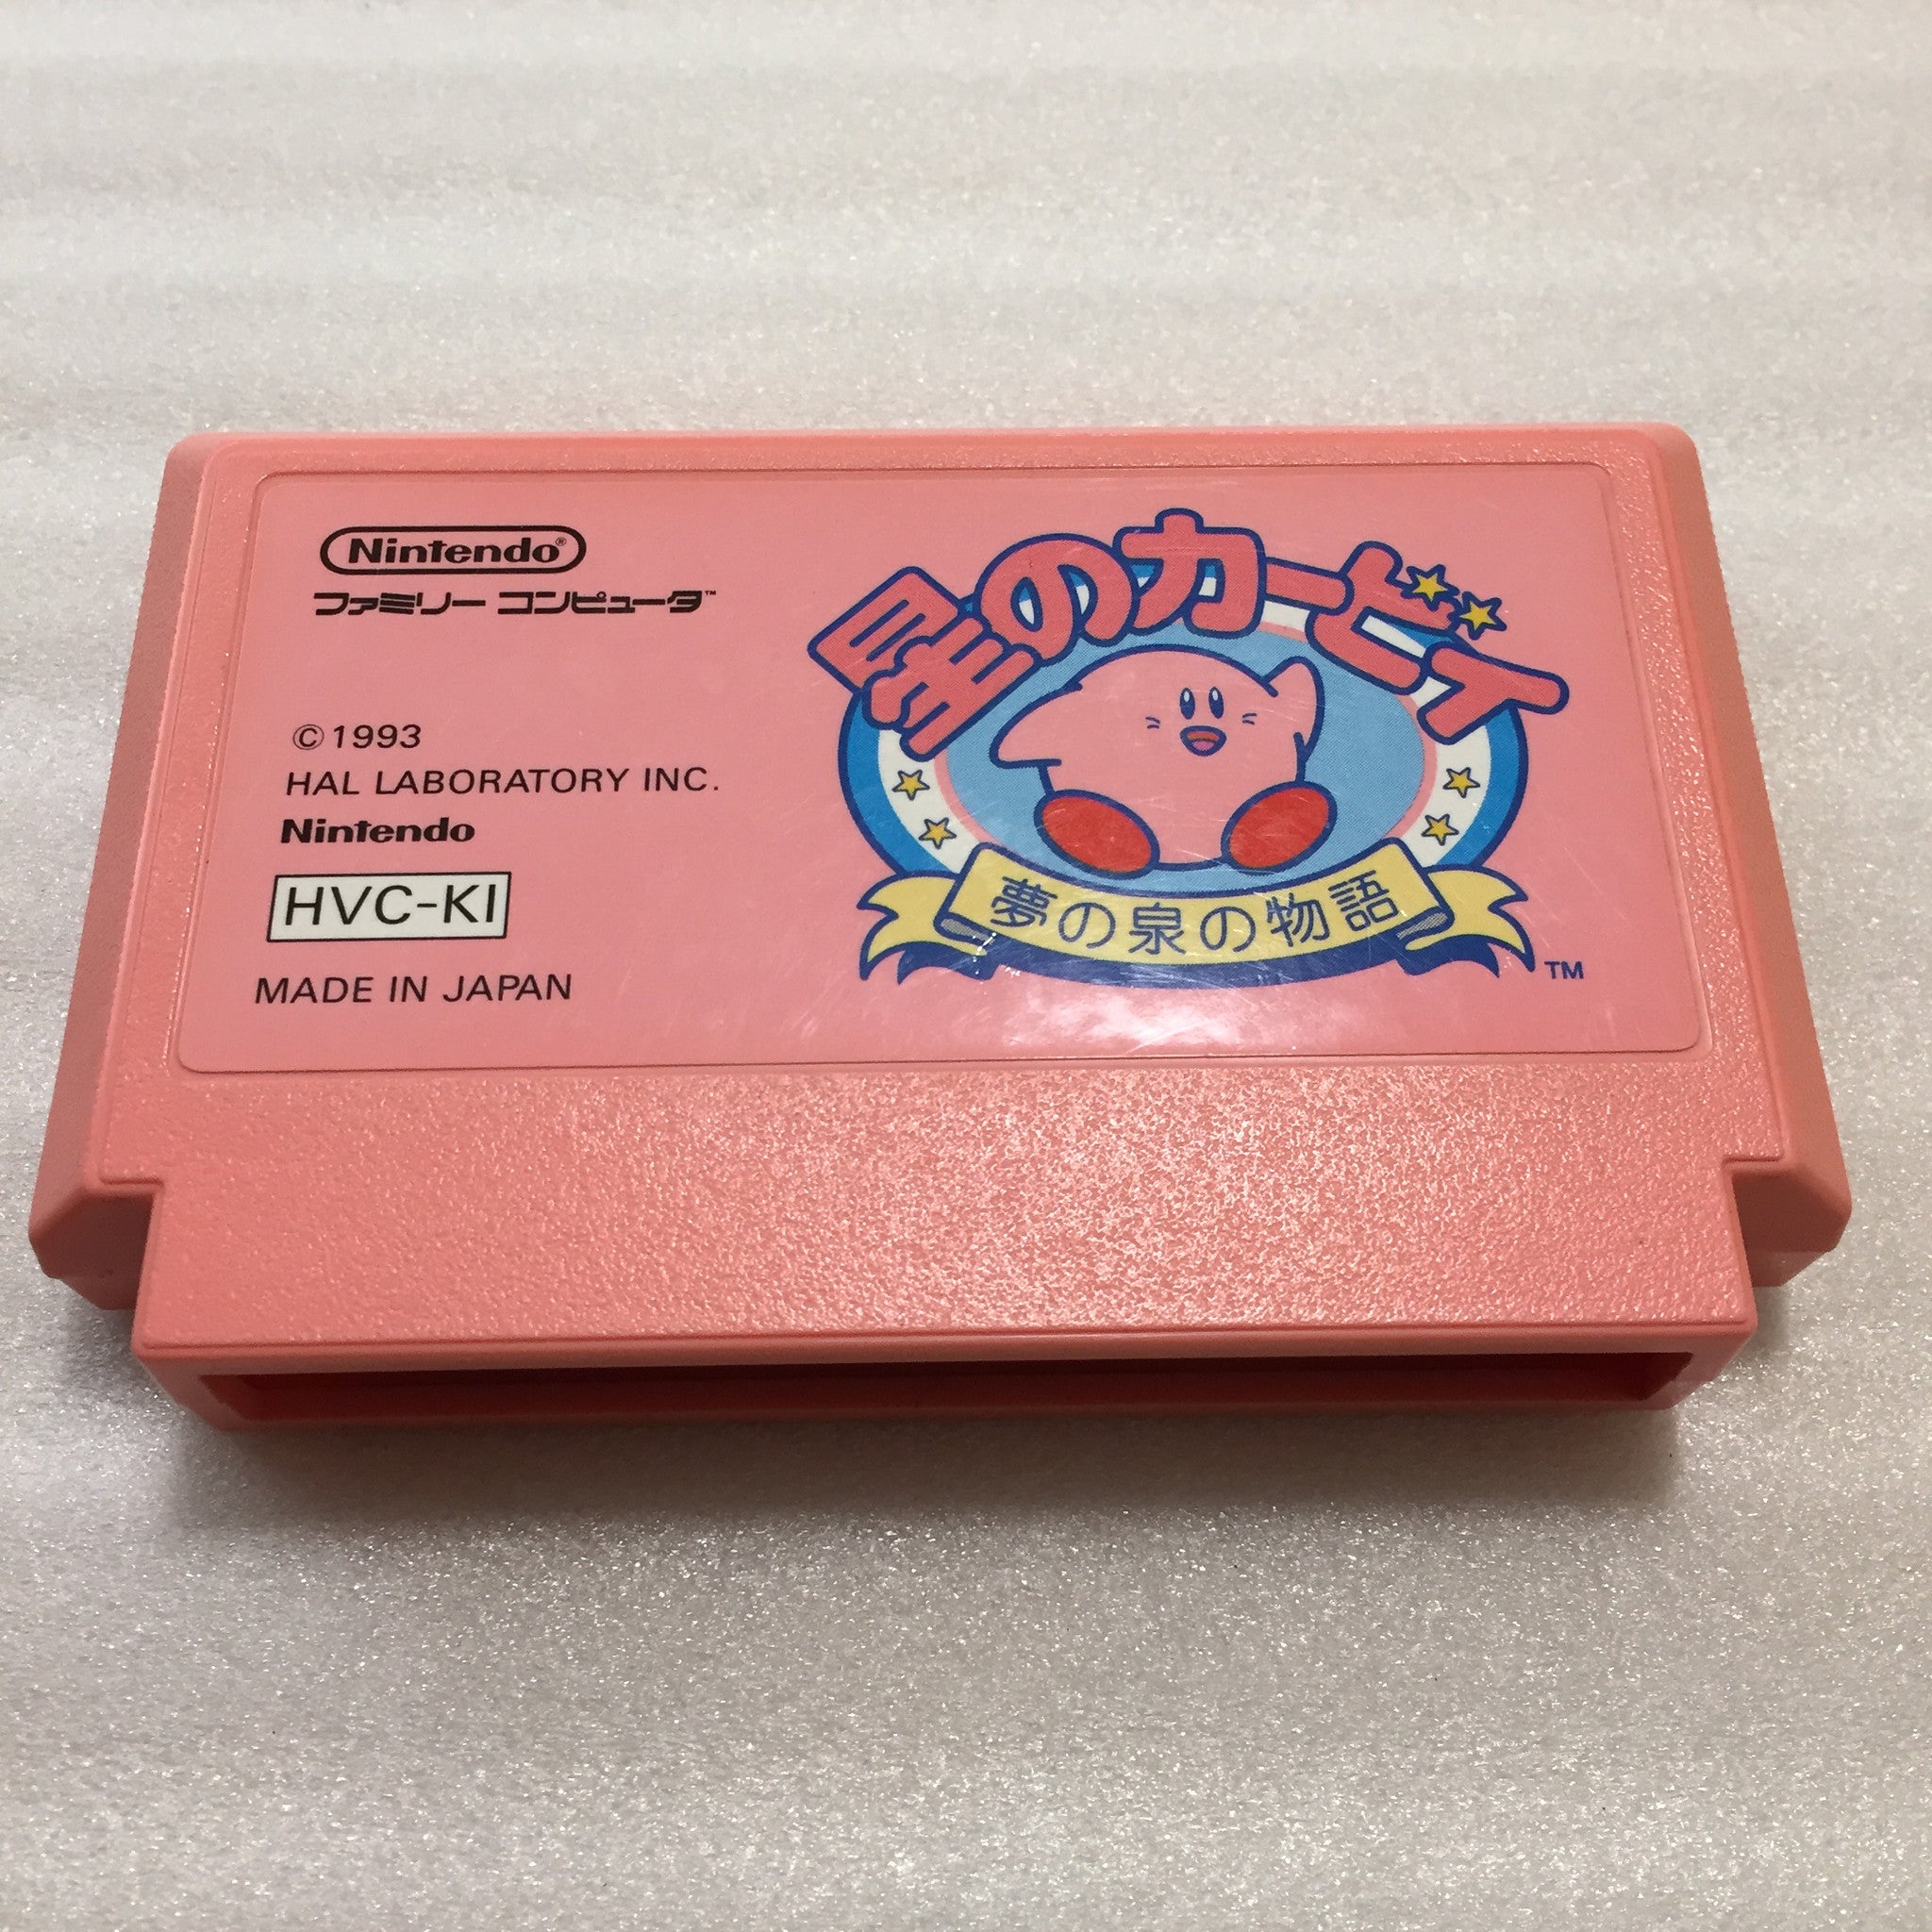 Nintendo®
ファミリー コンピュータ™
©1993
HAL LABORATORY INC.
Nintendo
HVC-KI
MADE IN JAPAN
星のカービィ
夢の泉の物語
TM